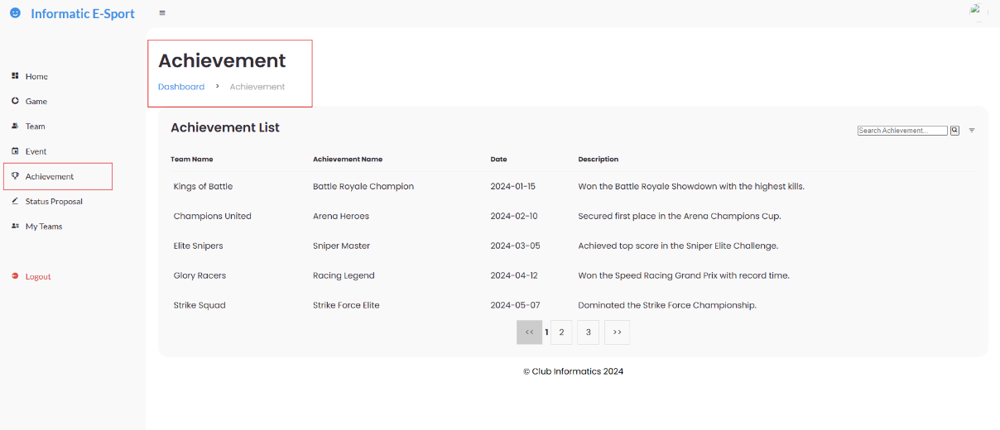 Informatic E-Sport
Home
Game
Team
Event
Achievement
Status Proposal
My Teams
Logout
Achievement
Dashboard > Achievement
Achievement List
Search Achievement...
Team Name Achievement Name Date Description
Kings of Battle Battle Royale Champion 2024-01-15 Won the Battle Royale Showdown with the highest kills.
Champions United Arena Heroes 2024-02-10 Secured first place in the Arena Champions Cup.
Elite Snipers Sniper Master 2024-03-05 Achieved top score in the Sniper Elite Challenge.
Glory Racers Racing Legend 2024-04-12 Won the Speed Racing Grand Prix with record time.
Strike Squad Strike Force Elite 2024-05-07 Dominated the Strike Force Championship.
<< 1 2 3 >>
© Club Informatics 2024